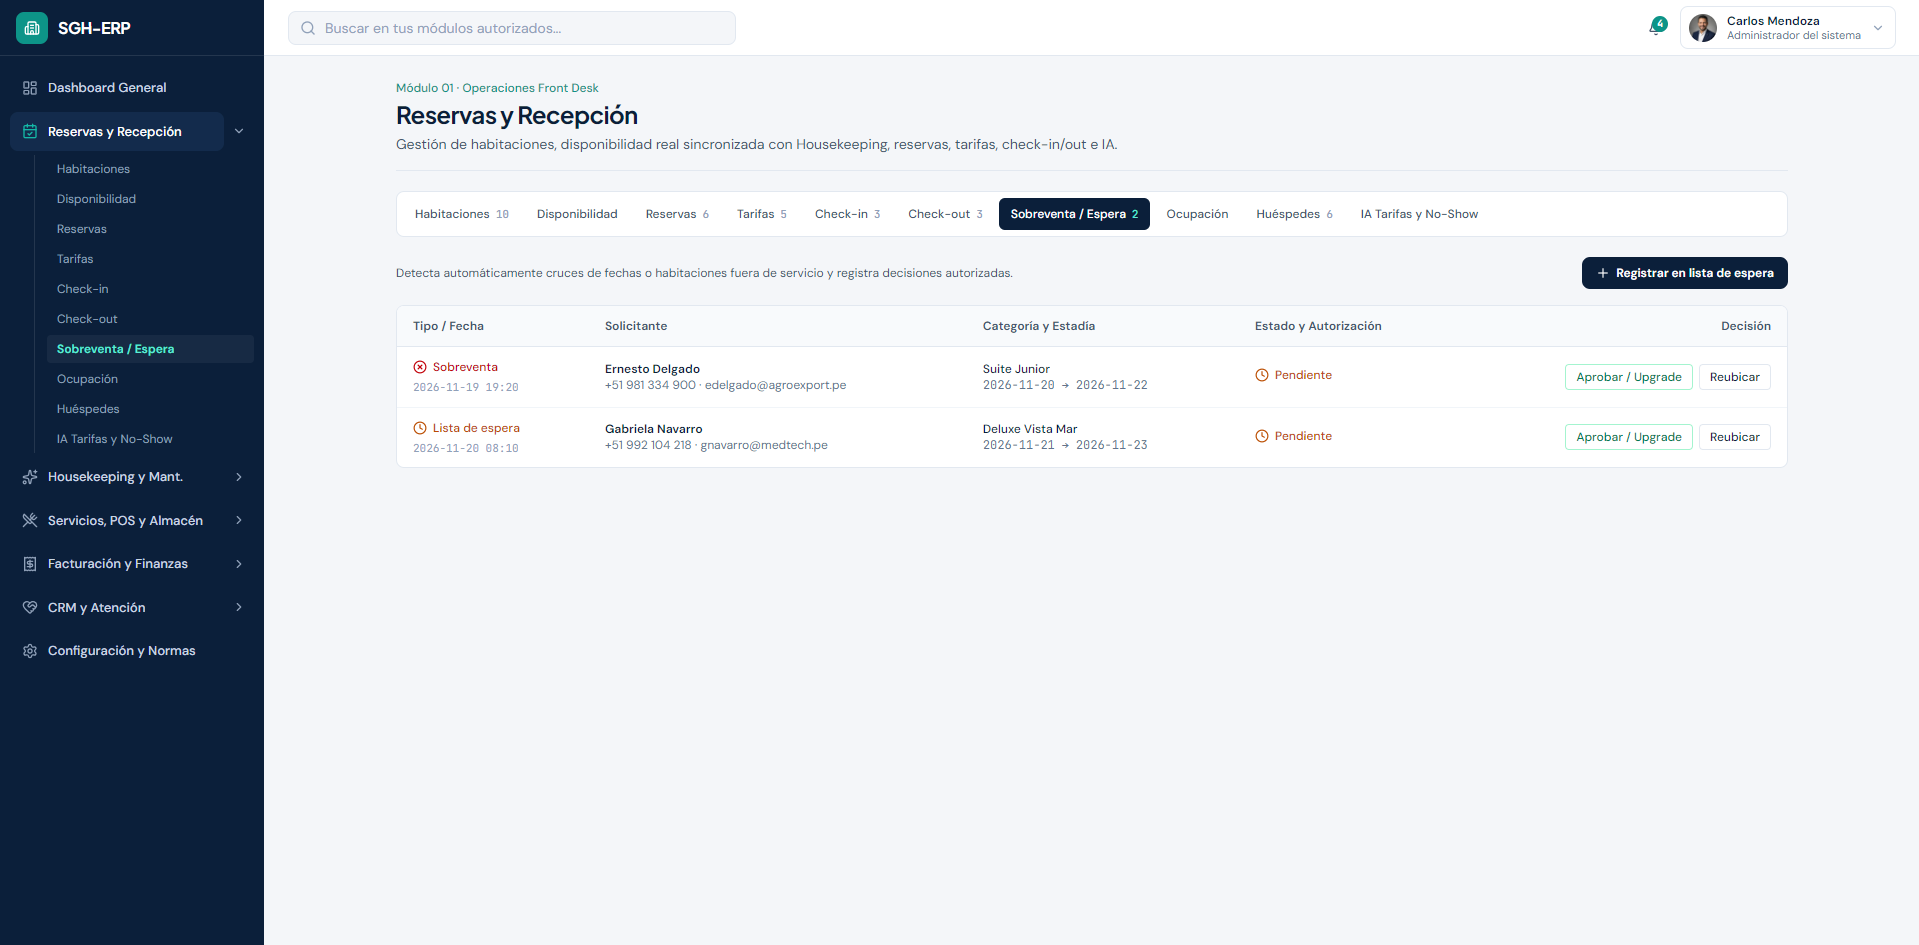 SGH-ERP
Buscar en tus módulos autorizados...
4
Carlos Mendoza
Administrador del sistema
Dashboard General
Reservas y Recepción
Habitaciones
Disponibilidad
Reservas
Tarifas
Check-in
Check-out
Sobreventa / Espera
Ocupación
Huéspedes
IA Tarifas y No-Show
Housekeeping y Mant.
Servicios, POS y Almacén
Facturación y Finanzas
CRM y Atención
Configuración y Normas
Módulo 01 · Operaciones Front Desk
Reservas y Recepción
Gestión de habitaciones, disponibilidad real sincronizada con Housekeeping, reservas, tarifas, check-in/out e IA.
Habitaciones 10 Disponibilidad Reservas 6 Tarifas 5 Check-in 3 Check-out 3 Sobreventa / Espera 2 Ocupación Huéspedes 6 IA Tarifas y No-Show
Detecta automáticamente cruces de fechas o habitaciones fuera de servicio y registra decisiones autorizadas.
+ Registrar en lista de espera
Tipo / Fecha Solicitante Categoría y Estadía Estado y Autorización Decisión
Sobreventa
2026-11-19 19:20
Ernesto Delgado
+51 981 334 900 · edelgado@agroexport.pe
Suite Junior
2026-11-20 → 2026-11-22
Pendiente
Aprobar / Upgrade
Reubicar
Lista de espera
2026-11-20 08:10
Gabriela Navarro
+51 992 104 218 · gnavarro@medtech.pe
Deluxe Vista Mar
2026-11-21 → 2026-11-23
Pendiente
Aprobar / Upgrade
Reubicar